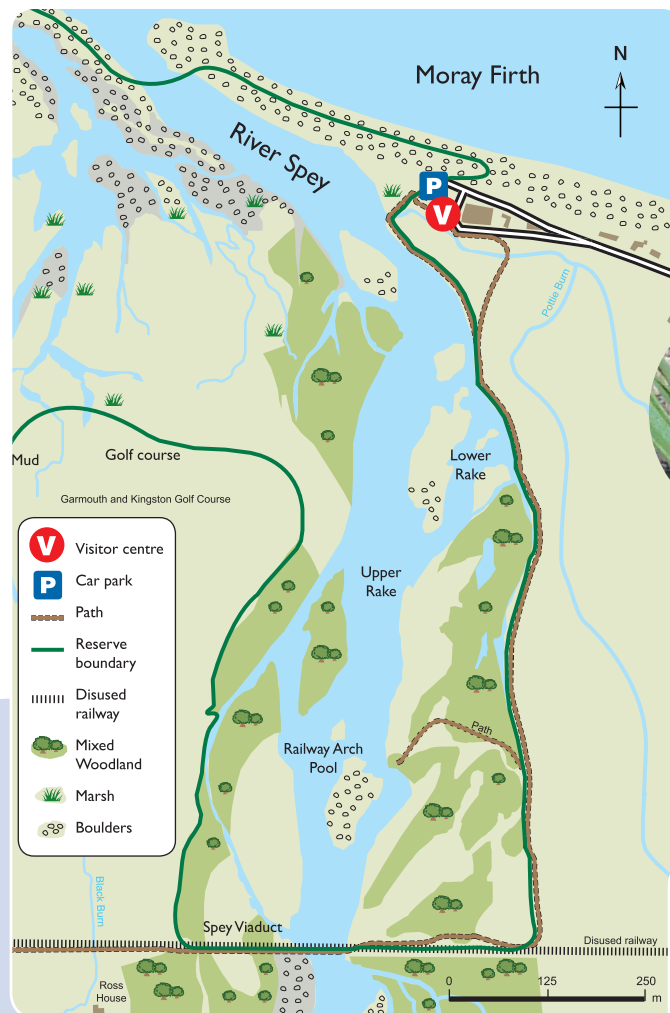 Moray Firth
N
River Spey
P
V
Pottie Burn
Lower
Rake
Mud
Golf course
Garmouth and Kingston Golf Course
Upper
Rake
V Visitor centre
P Car park
Path
Reserve
boundary
Disused
railway
Mixed
Woodland
Marsh
Boulders
Path
Railway Arch
Pool
Black Burn
Spey Viaduct
Disused railway
Ross
House
0 125 250
m